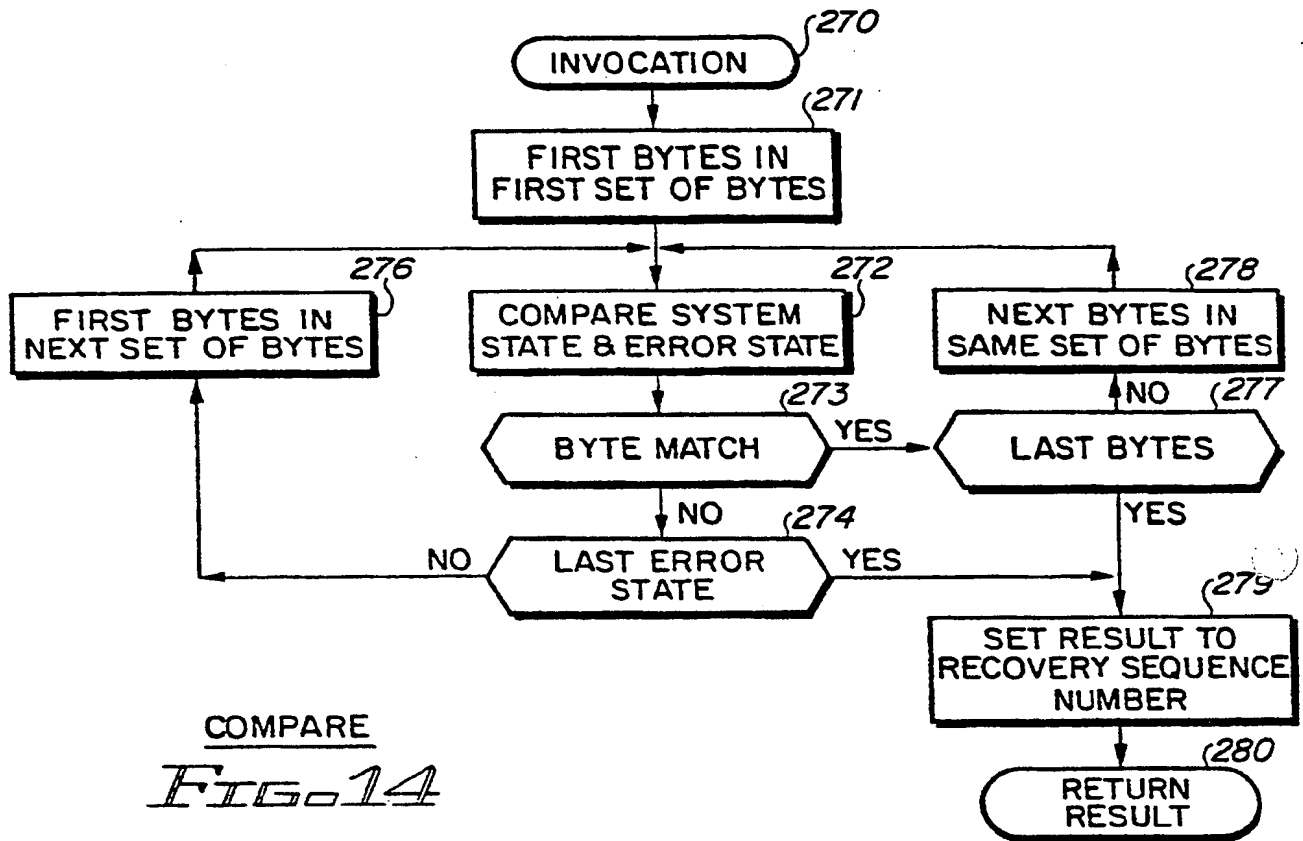 270
INVOCATION
271
FIRST BYTES IN
FIRST SET OF BYTES
276
FIRST BYTES IN
NEXT SET OF BYTES
272
COMPARE SYSTEM
STATE & ERROR STATE
278
NEXT BYTES IN
SAME SET OF BYTES
273
BYTE MATCH
YES
NO
277
LAST BYTES
NO
YES
274
NO
LAST ERROR
STATE
YES
279
SET RESULT TO
RECOVERY SEQUENCE
NUMBER
280
RETURN
RESULT
COMPARE
FIG. 14